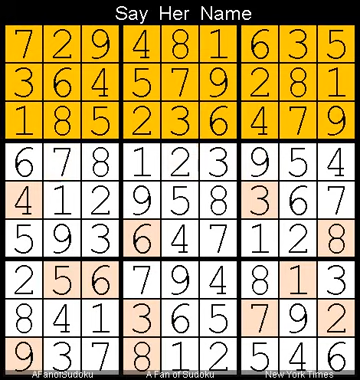 Say Her Name
7 2 9 4 8 1 6 3 5
3 6 4 5 7 9 2 8 1
1 8 5 2 3 6 4 7 9
6 7 8 1 2 3 9 5 4
4 1 2 9 5 8 3 6 7
5 9 3 6 4 7 1 2 8
2 5 6 7 9 4 8 1 3
8 4 1 3 6 5 7 9 2
9 3 7 8 1 2 5 4 6
AFanofSudoku A Fan of Sudoku New York Times